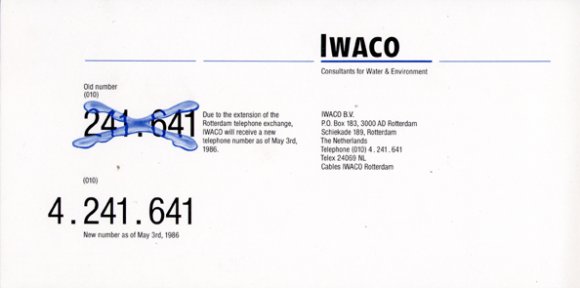 IWACO
Consultants for Water & Environment
Old number
(010)
241.641
Due to the extension of the
Rotterdam telephone exchange,
IWACO will receive a new
telephone number as of May 3rd,
1986.
IWACO B.V.
P.O. Box 183, 3000 AD Rotterdam
Schiekade 189, Rotterdam
The Netherlands
Telephone (010) 4.241.641
Telex 24069 NL
Cables IWACO Rotterdam
(010)
4.241.641
New number as of May 3rd, 1986